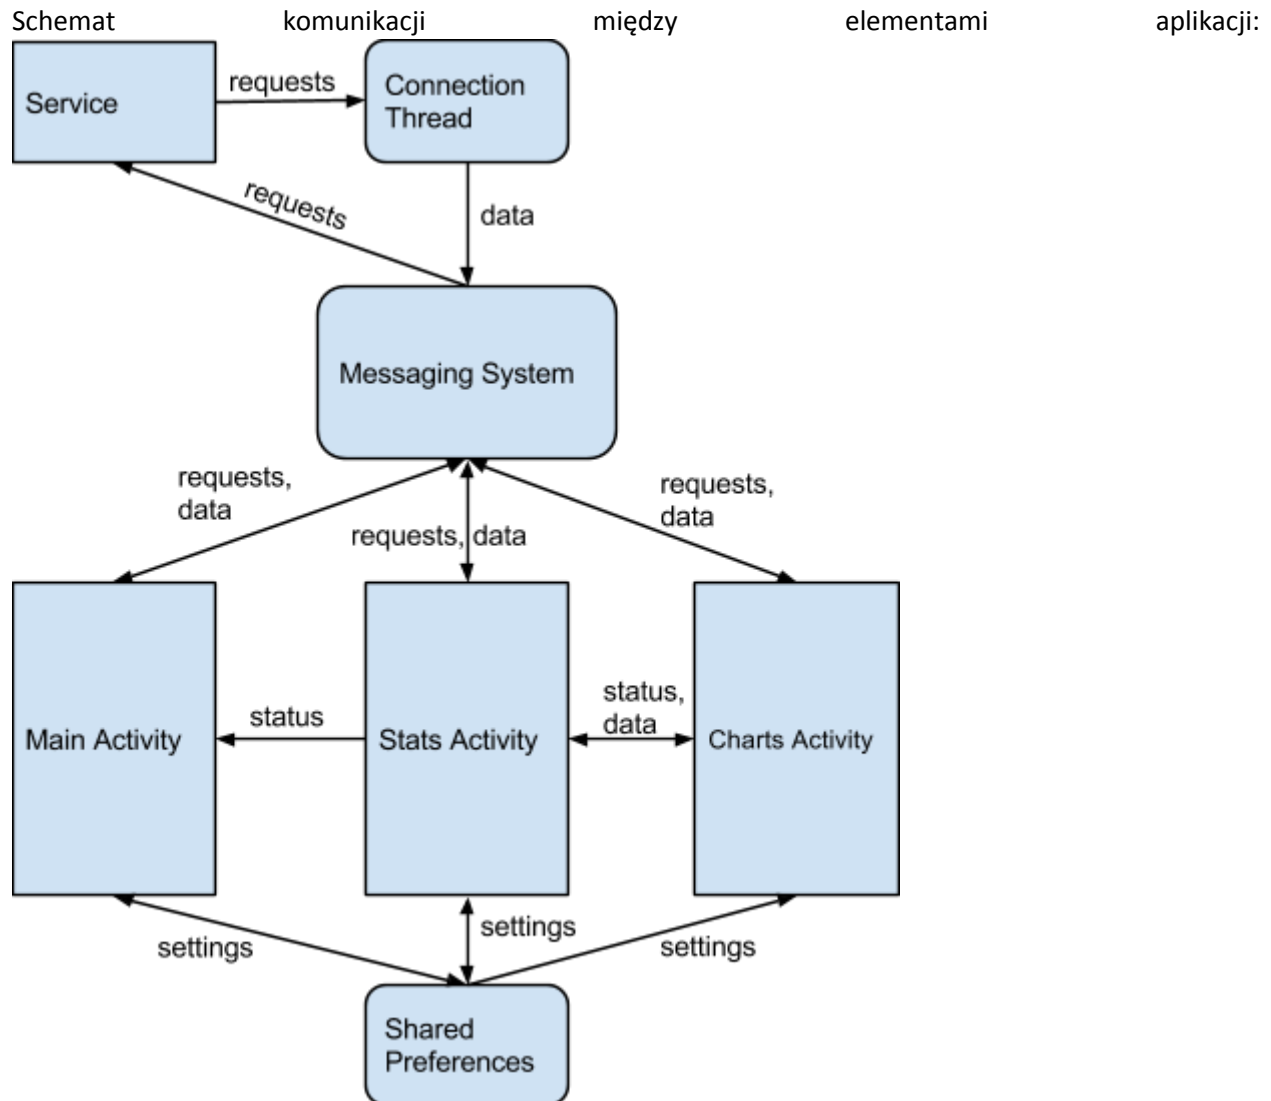 Schemat komunikacji między elementami aplikacji:
requests
Service
Connection
Thread
requests
data
Messaging System
requests,
data
requests, data
requests,
data
Main Activity
status
Stats Activity
status,
data
Charts Activity
settings
settings
settings
Shared
Preferences